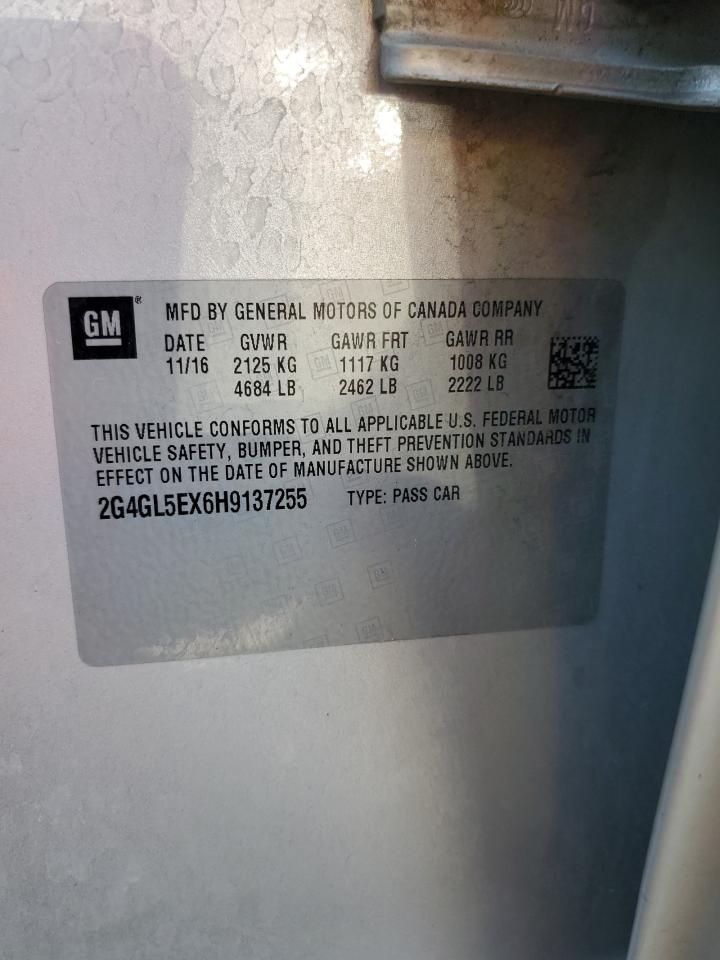 GM
MFD BY GENERAL MOTORS OF CANADA COMPANY
DATE GVWR GAWR FRT GAWR RR
11/16 2125 KG 1117 KG 1008 KG
4684 LB 2462 LB 2222 LB
THIS VEHICLE CONFORMS TO ALL APPLICABLE U.S. FEDERAL MOTOR
VEHICLE SAFETY, BUMPER, AND THEFT PREVENTION STANDARDS IN
EFFECT ON THE DATE OF MANUFACTURE SHOWN ABOVE.
2G4GL5EX6H9137255 TYPE: PASS CAR